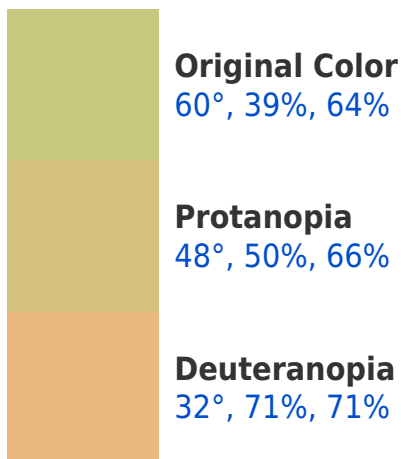 Original Color
60°, 39%, 64%
Protanopia
48°, 50%, 66%
Deuteranopia
32°, 71%, 71%